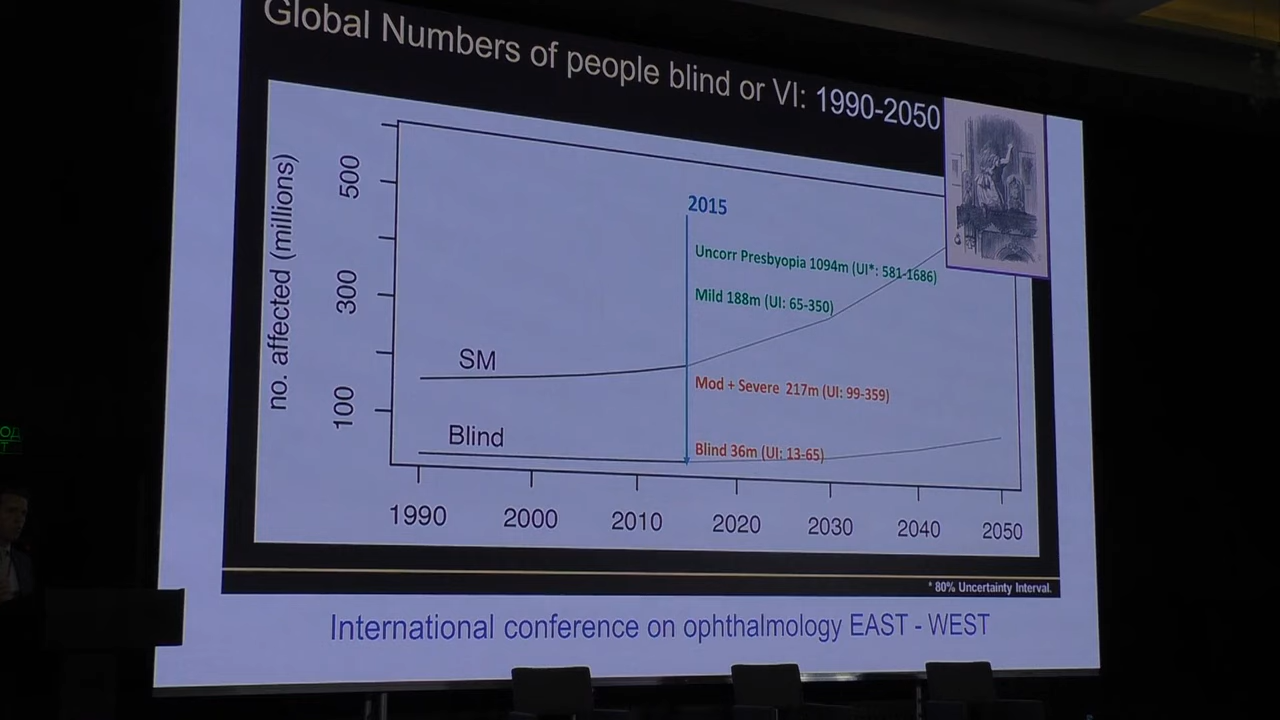 Global Numbers of people blind or VI: 1990-2050
no. affected (millions)
500
300
100
2015
Uncorr Presbyopia 1094m (UI*: 581-1686)
Mild 188m (UI: 65-350)
SM
Mod + Severe 217m (UI: 99-359)
Blind
Blind 36m (UI: 13-65)
1990 2000 2010 2020 2030 2040 2050
* 80% Uncertainty Interval.
International conference on ophthalmology EAST - WEST